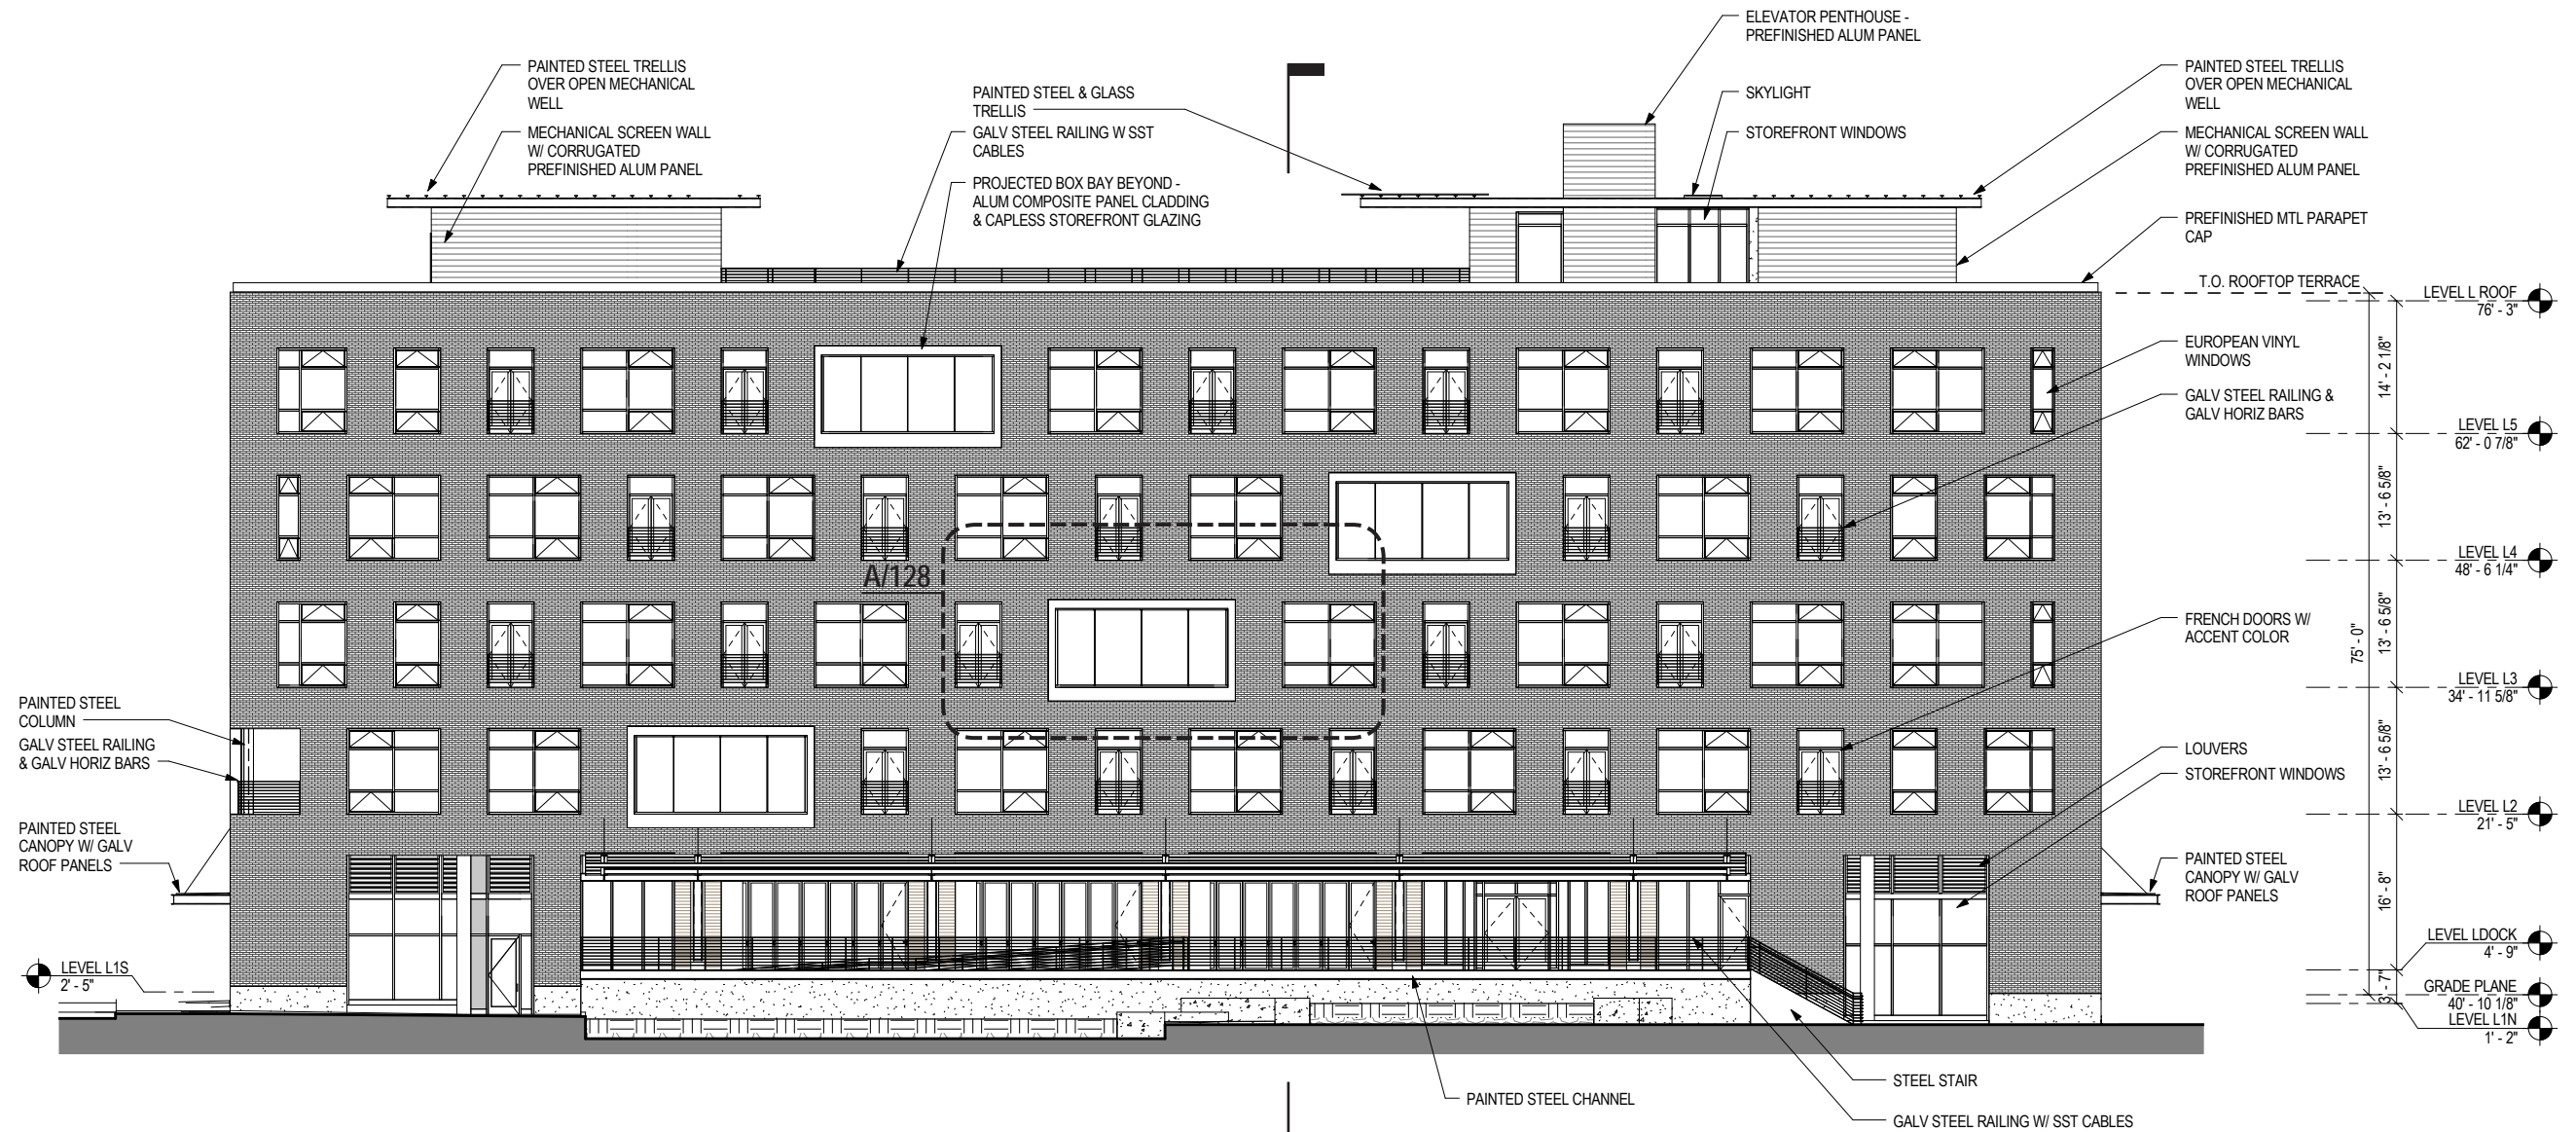 ELEVATOR PENTHOUSE -
PREFINISHED ALUM PANEL
PAINTED STEEL TRELLIS
OVER OPEN MECHANICAL
WELL
MECHANICAL SCREEN WALL
W/ CORRUGATED
PREFINISHED ALUM PANEL
PAINTED STEEL & GLASS
TRELLIS
GALV STEEL RAILING W SST
CABLES
PROJECTED BOX BAY BEYOND -
ALUM COMPOSITE PANEL CLADDING
& CAPLESS STOREFRONT GLAZING
SKYLIGHT
STOREFRONT WINDOWS
PAINTED STEEL TRELLIS
OVER OPEN MECHANICAL
WELL
MECHANICAL SCREEN WALL
W/ CORRUGATED
PREFINISHED ALUM PANEL
PREFINISHED MTL PARAPET
CAP
T.O. ROOFTOP TERRACE
LEVEL L ROOF
76' - 3"
EUROPEAN VINYL
WINDOWS
14' - 2 1/8"
GALV STEEL RAILING &
GALV HORIZ BARS
LEVEL L5
62' - 0 7/8"
13' - 6 5/8"
LEVEL L4
48' - 6 1/4"
A/128
13' - 6 5/8"
FRENCH DOORS W/
ACCENT COLOR
75' - 0"
LEVEL L3
34' - 11 5/8"
PAINTED STEEL
COLUMN
GALV STEEL RAILING
& GALV HORIZ BARS
13' - 6 5/8"
LOUVERS
STOREFRONT WINDOWS
LEVEL L2
21' - 5"
PAINTED STEEL
CANOPY W/ GALV
ROOF PANELS
PAINTED STEEL
CANOPY W/ GALV
ROOF PANELS
16' - 8"
LEVEL LDOCK
4' - 9"
LEVEL L1S
2' - 5"
3' - 7"
GRADE PLANE
40' - 10 1/8"
LEVEL L1N
1' - 2"
STEEL STAIR
PAINTED STEEL CHANNEL
GALV STEEL RAILING W/ SST CABLES